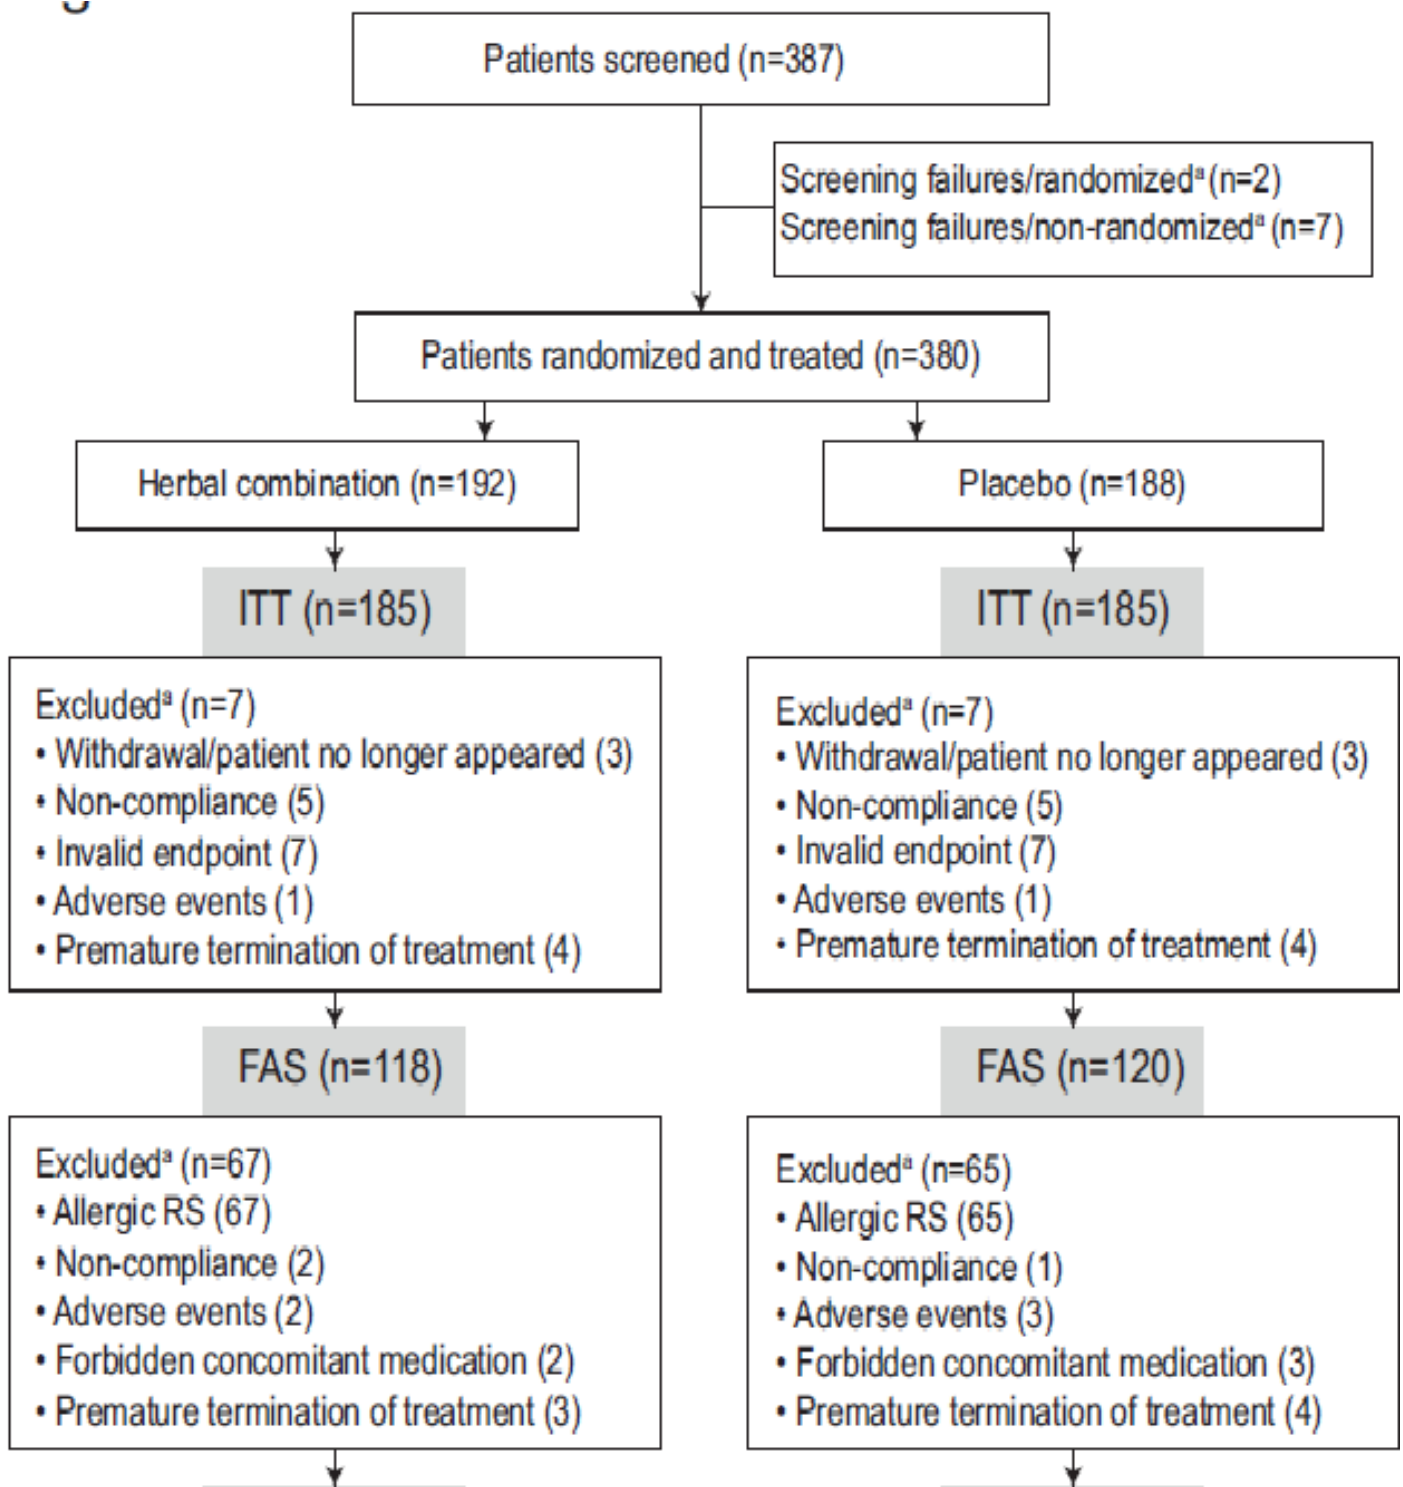 Patients screened (n=387)
Screening failures/randomizedª (n=2)
Screening failures/non-randomizedª (n=7)
Patients randomized and treated (n=380)
Herbal combination (n=192)
Placebo (n=188)
ITT (n=185)
ITT (n=185)
Excludedª (n=7)
• Withdrawal/patient no longer appeared (3)
• Non-compliance (5)
• Invalid endpoint (7)
• Adverse events (1)
• Premature termination of treatment (4)
Excludedª (n=7)
• Withdrawal/patient no longer appeared (3)
• Non-compliance (5)
• Invalid endpoint (7)
• Adverse events (1)
• Premature termination of treatment (4)
FAS (n=118)
FAS (n=120)
Excludedª (n=67)
• Allergic RS (67)
• Non-compliance (2)
• Adverse events (2)
• Forbidden concomitant medication (2)
• Premature termination of treatment (3)
Excludedª (n=65)
• Allergic RS (65)
• Non-compliance (1)
• Adverse events (3)
• Forbidden concomitant medication (3)
• Premature termination of treatment (4)